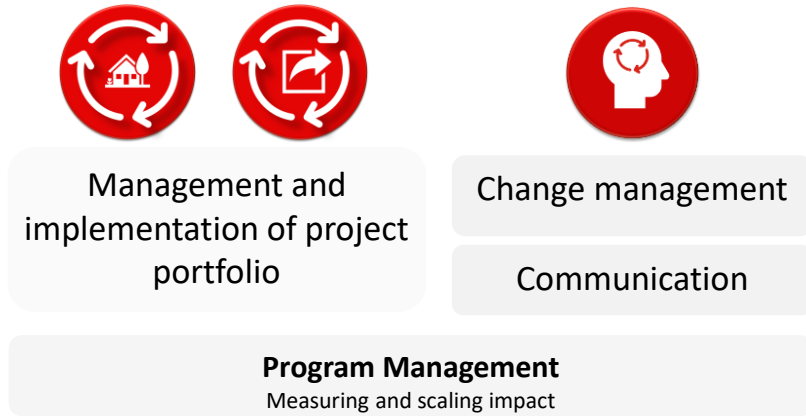 Management and
implementation of project
portfolio
Change management
Communication
Program Management
Measuring and scaling impact